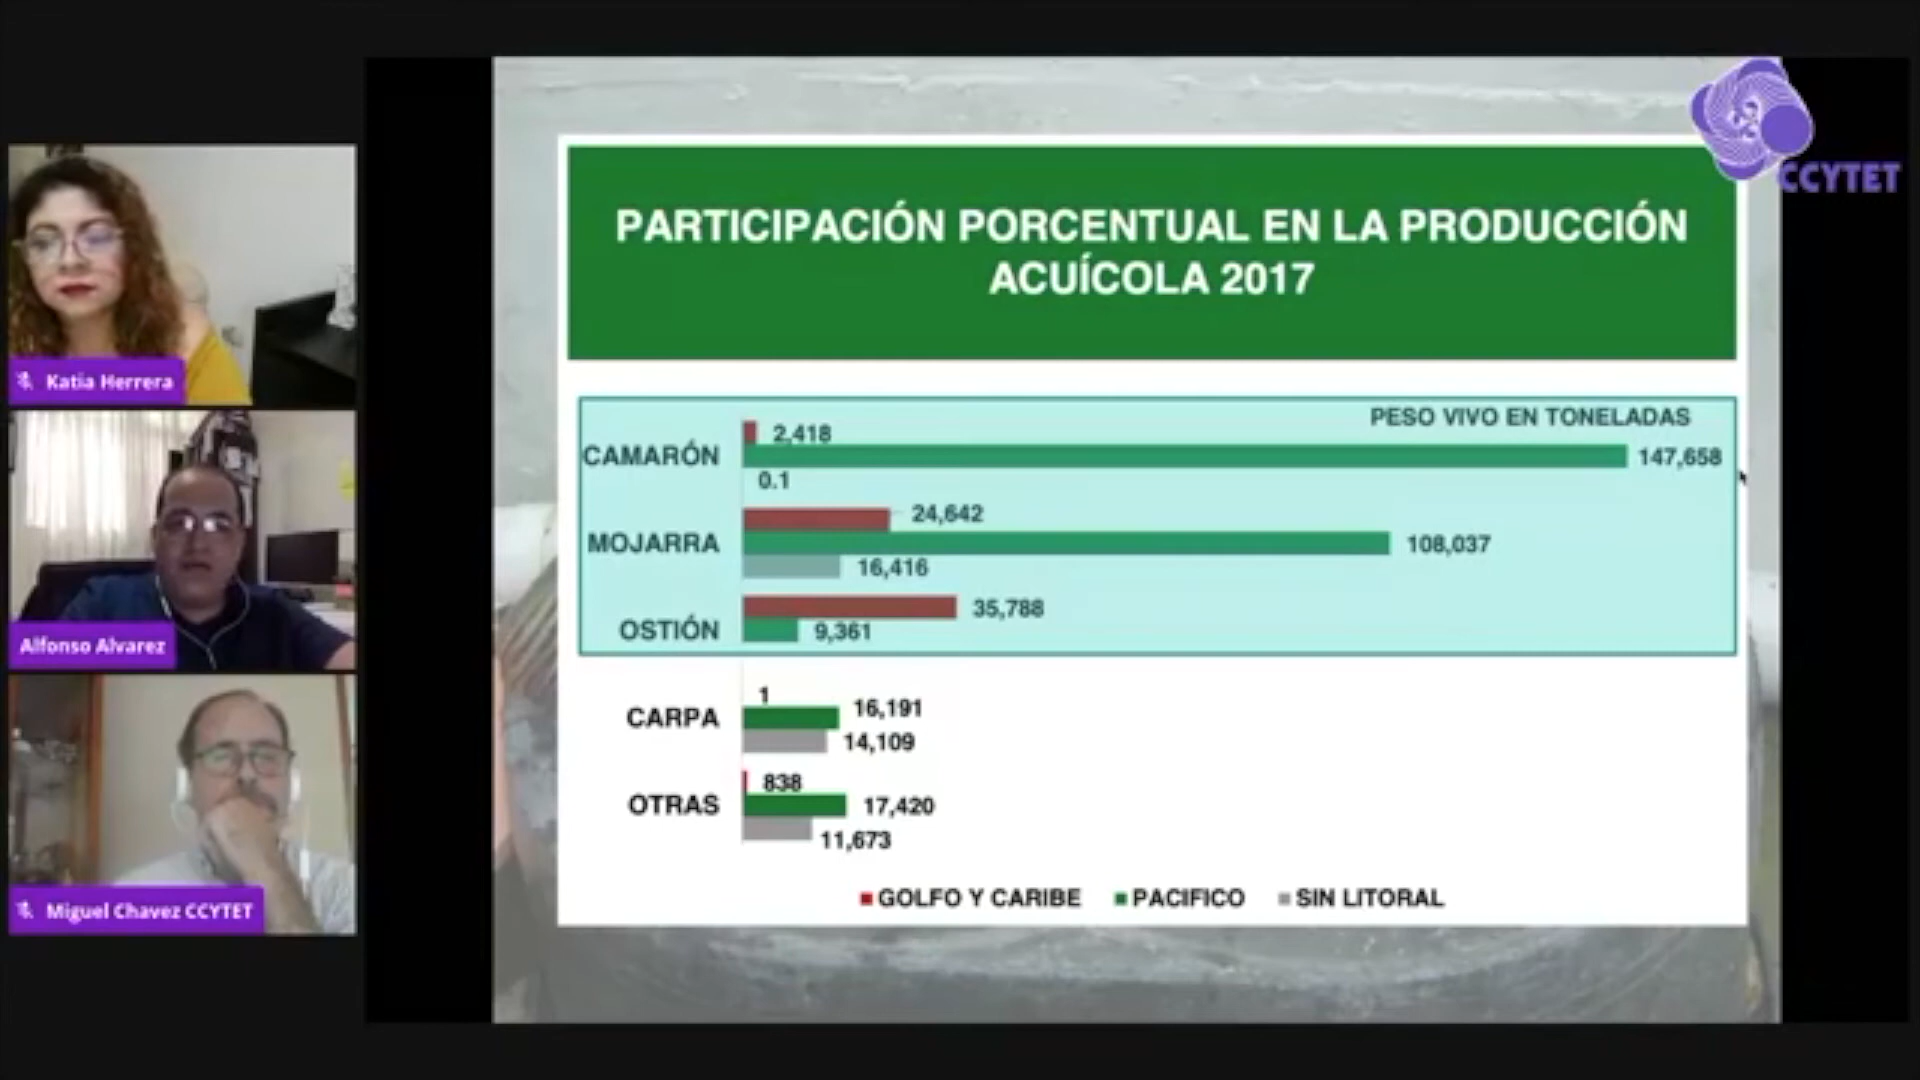 CCYTET
PARTICIPACIÓN PORCENTUAL EN LA PRODUCCIÓN
ACUÍCOLA 2017
PESO VIVO EN TONELADAS
CAMARÓN
2,418
147,658
0.1
MOJARRA
24,642
108,037
16,416
OSTIÓN
35,788
9,361
CARPA
1
16,191
14,109
OTRAS
838
17,420
11,673
GOLFO Y CARIBE PACIFICO SIN LITORAL
Katia Herrera
Alfonso Alvarez
Miguel Chavez CCYTET